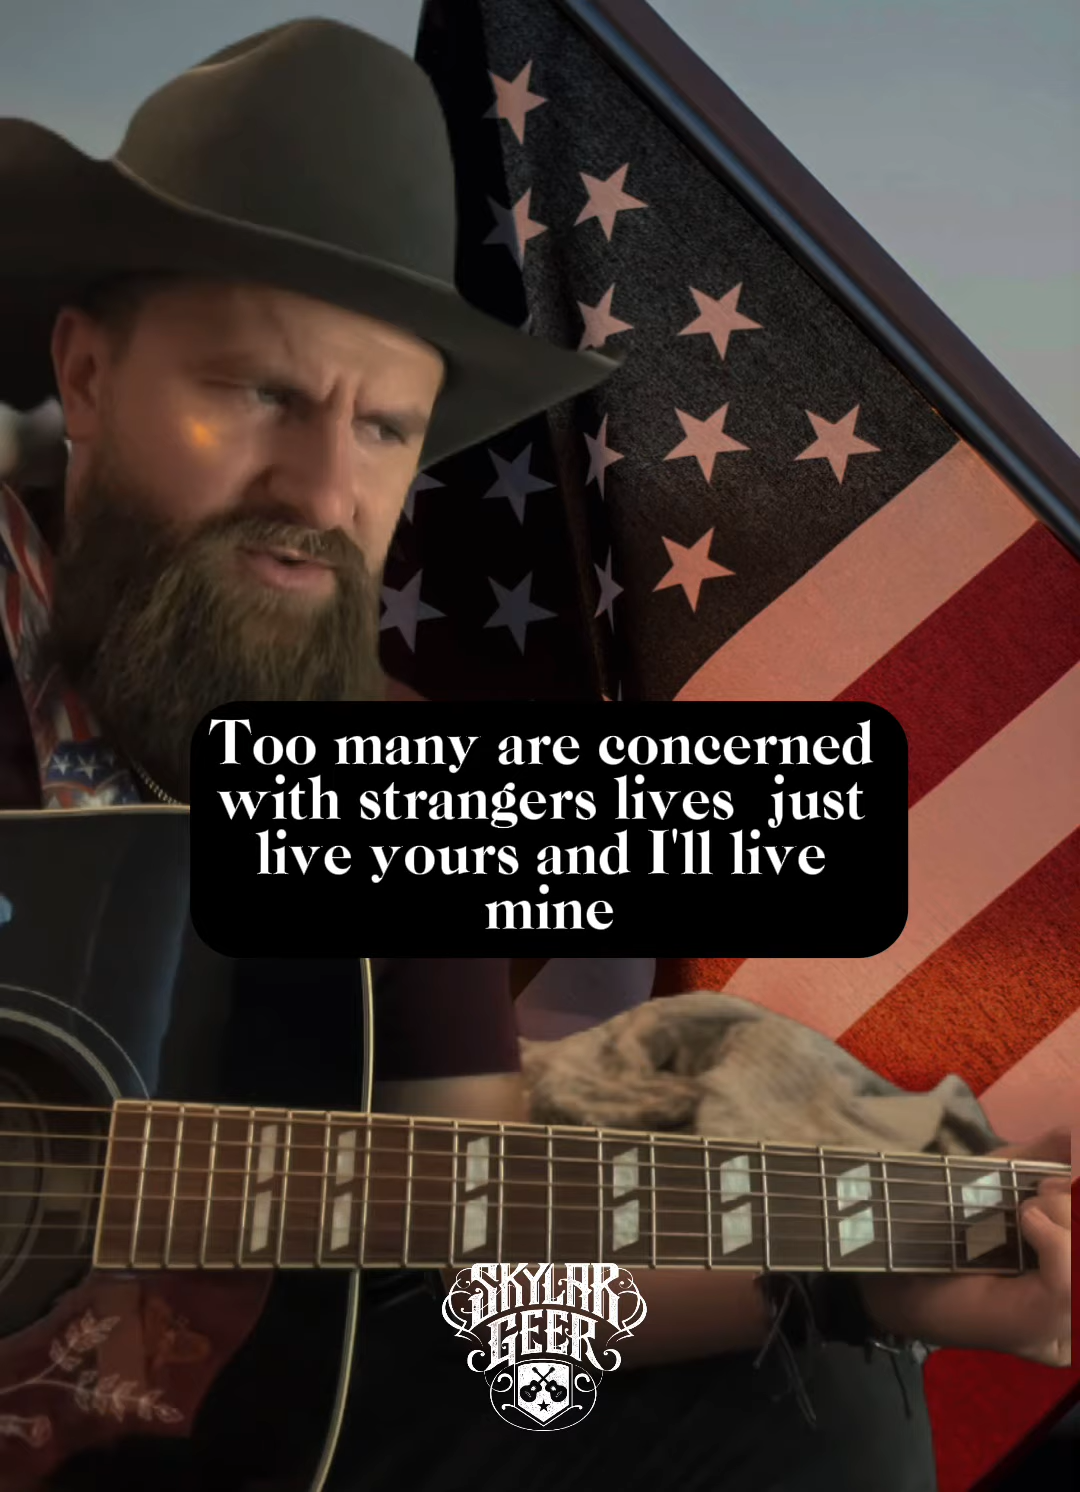 Too many are concerned
with strangers lives  just
live yours and I'll live
mine
SKYLAR
GEER